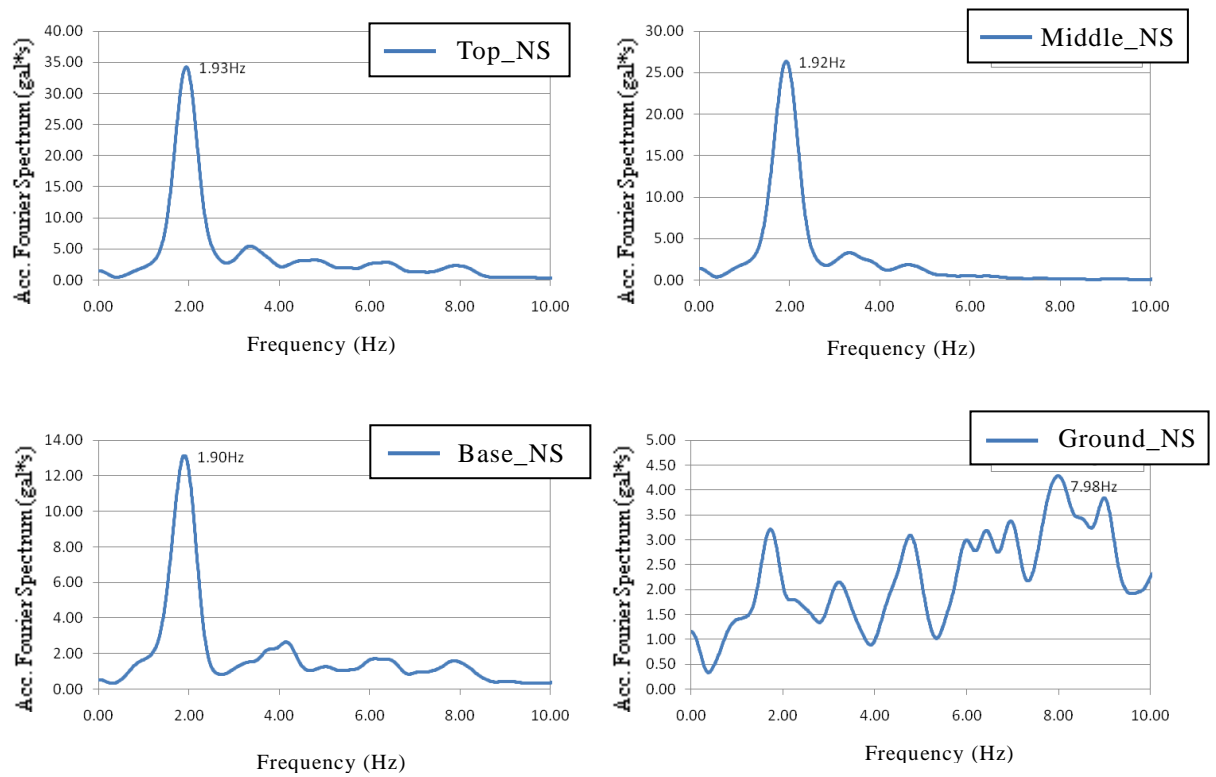 Top_NS
Acc. Fourier Spectrum (gal*s)
40.00
35.00
30.00
25.00
20.00
15.00
10.00
5.00
0.00
1.93Hz
0.00 2.00 4.00 6.00 8.00 10.00
Frequency (Hz)
Middle_NS
Acc. Fourier Spectrum (gal*s)
30.00
25.00
20.00
15.00
10.00
5.00
0.00
1.92Hz
0.00 2.00 4.00 6.00 8.00 10.00
Frequency (Hz)
Base_NS
Acc. Fourier Spectrum (gal*s)
14.00
12.00
10.00
8.00
6.00
4.00
2.00
0.00
1.90Hz
0.00 2.00 4.00 6.00 8.00 10.00
Frequency (Hz)
Ground_NS
Acc. Fourier Spectrum (gal*s)
5.00
4.50
4.00
3.50
3.00
2.50
2.00
1.50
1.00
0.50
0.00
7.98Hz
0.00 2.00 4.00 6.00 8.00 10.00
Frequency (Hz)